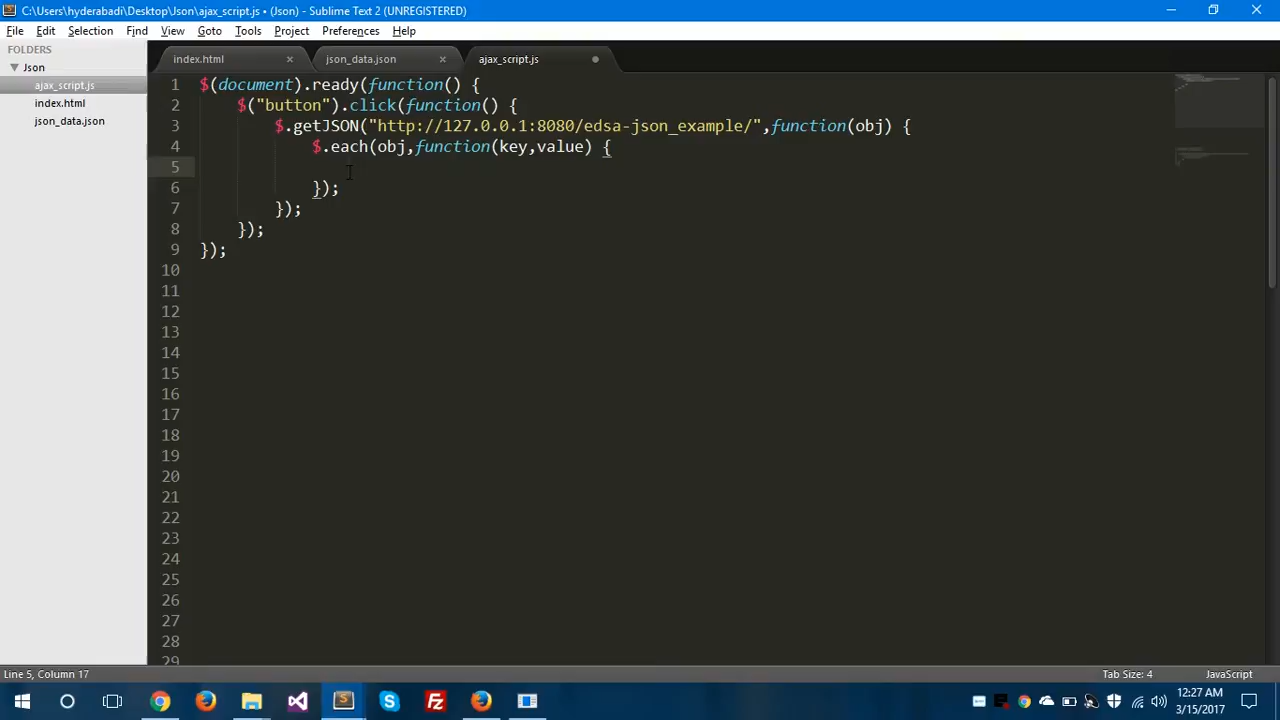 C:\Users\hyderabadi\Desktop\Json\ajax_script.js • (Json) - Sublime Text 2 (UNREGISTERED)
File Edit Selection Find View Goto Tools Project Preferences Help
FOLDERS
Json
ajax_script.js
index.html
json_data.json
index.html × json_data.json × ajax_script.js
1 $(document).ready(function() {
2 $("button").click(function() {
3 $.getJSON("http://127.0.0.1:8080/edsa-json_example/",function(obj) {
4 $.each(obj,function(key,value) {
5
6 });
7 });
8 });
9 });
10
11
12
13
14
15
16
17
18
19
20
21
22
23
24
25
26
27
28
29
Line 5, Column 17
Tab Size: 4 JavaScript
12:27 AM
3/15/2017